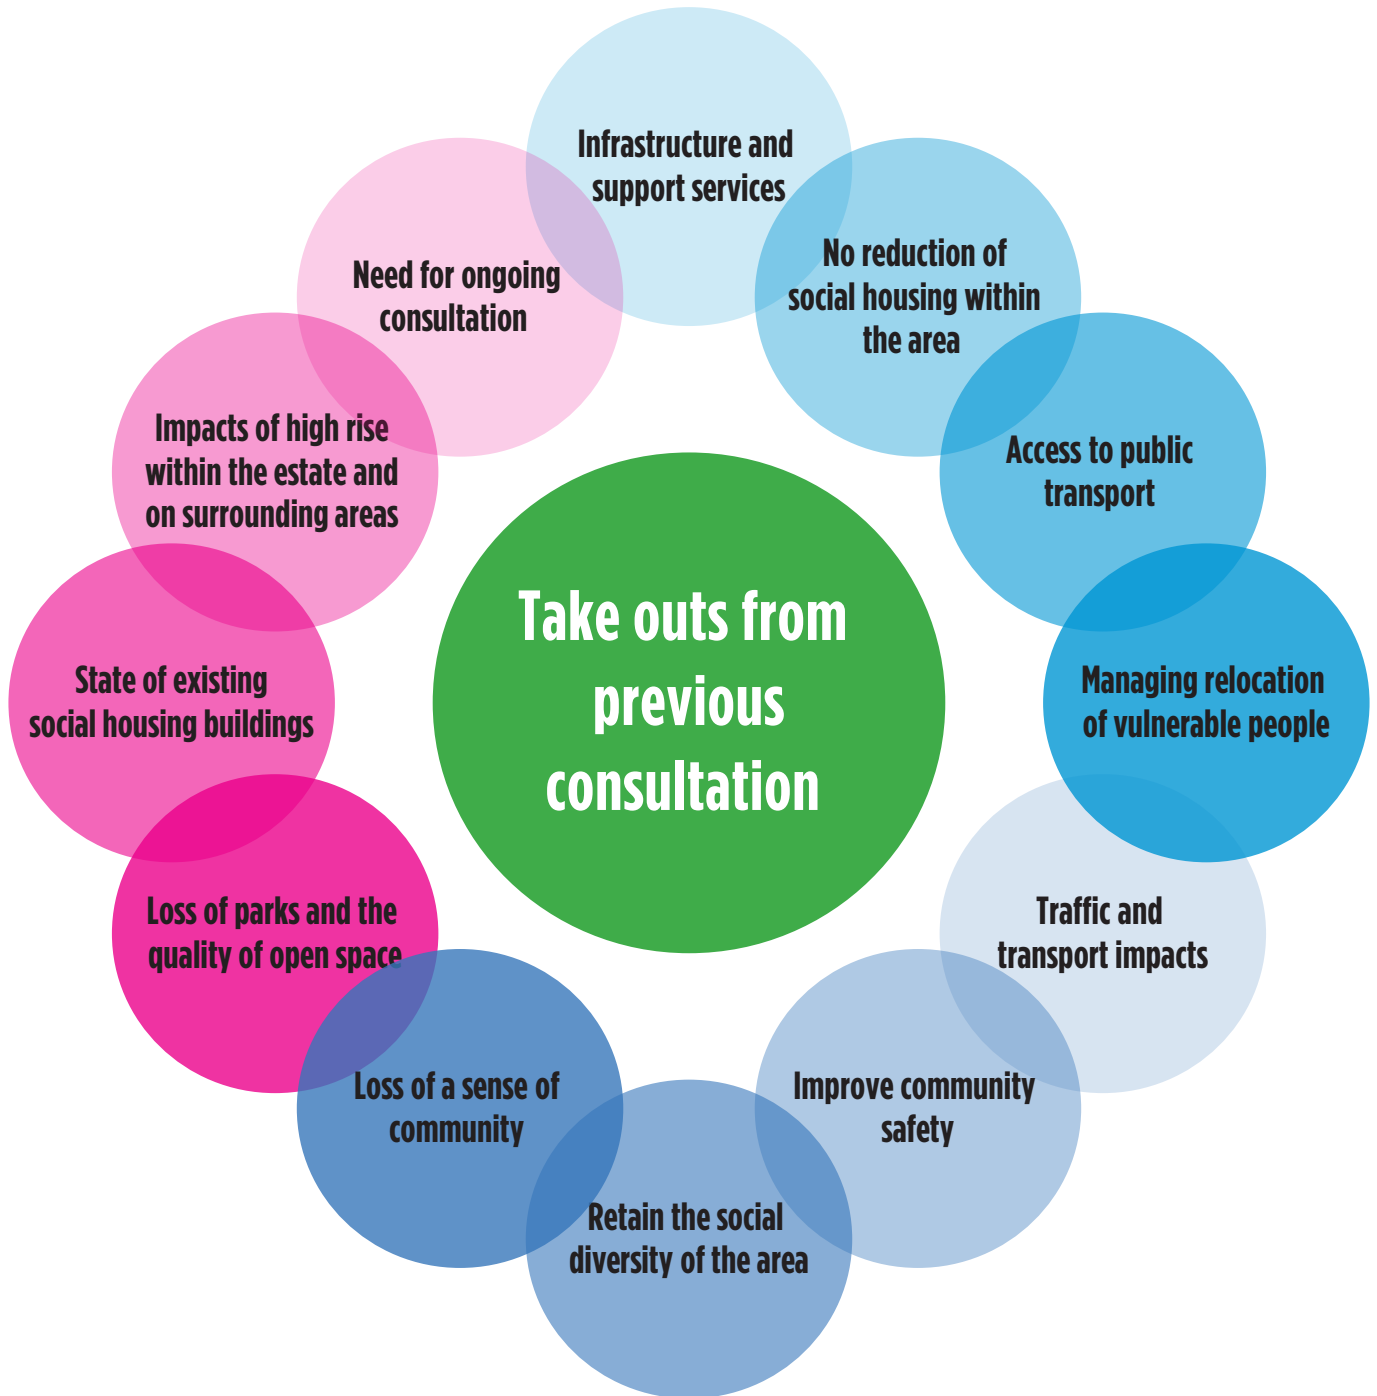 Infrastructure and
support services
No reduction of
social housing within
the area
Access to public
transport
Managing relocation
of vulnerable people
Traffic and
transport impacts
Improve community
safety
Retain the social
diversity of the area
Loss of a sense of
community
Loss of parks and the
quality of open space
State of existing
social housing buildings
Impacts of high rise
within the estate and
on surrounding areas
Need for ongoing
consultation
Take outs from
previous
consultation